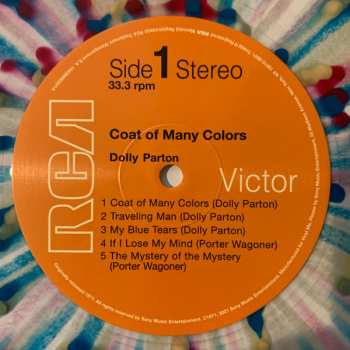 Side 1 Stereo
33.3 rpm
Coat of Many Colors
Dolly Parton
RCA
Victor
1 Coat of Many Colors (Dolly Parton)
2 Traveling Man (Dolly Parton)
3 My Blue Tears (Dolly Parton)
4 If I Lose My Mind (Porter Wagoner)
5 The Mystery of the Mystery
(Porter Wagoner)